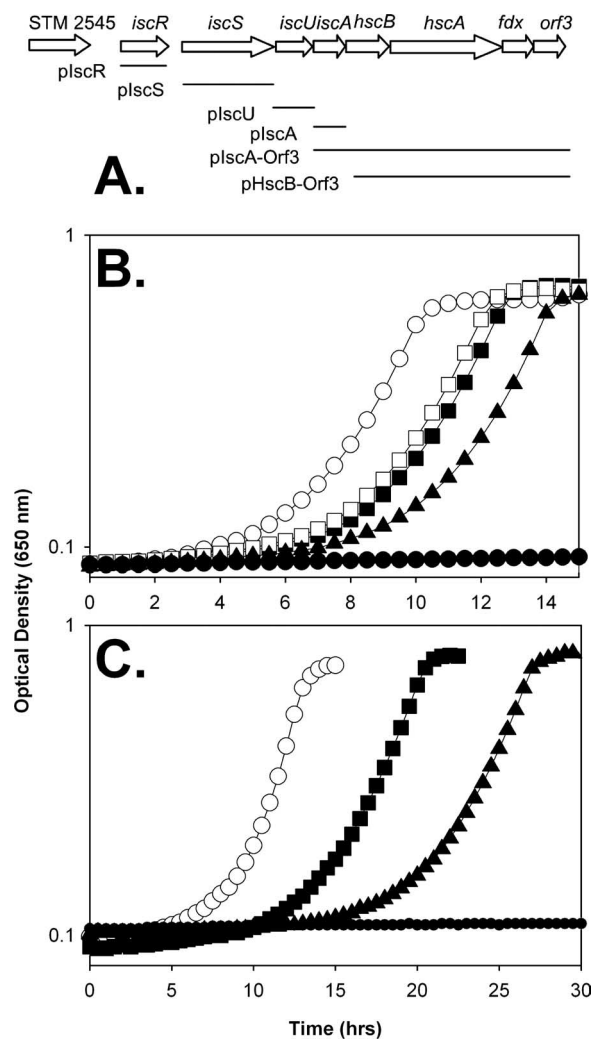 STM 2545 iscR iscS iscU iscA hscB hscA fdx orf3
pIscR
pIscS
pIscU
pIscA
pIscA-Orf3
pHscB-Orf3
A.
1
B.
0.1
0 2 4 6 8 10 12 14
Optical Density (650 nm)
1
C.
0.1
0 5 10 15 20 25 30
Time (hrs)